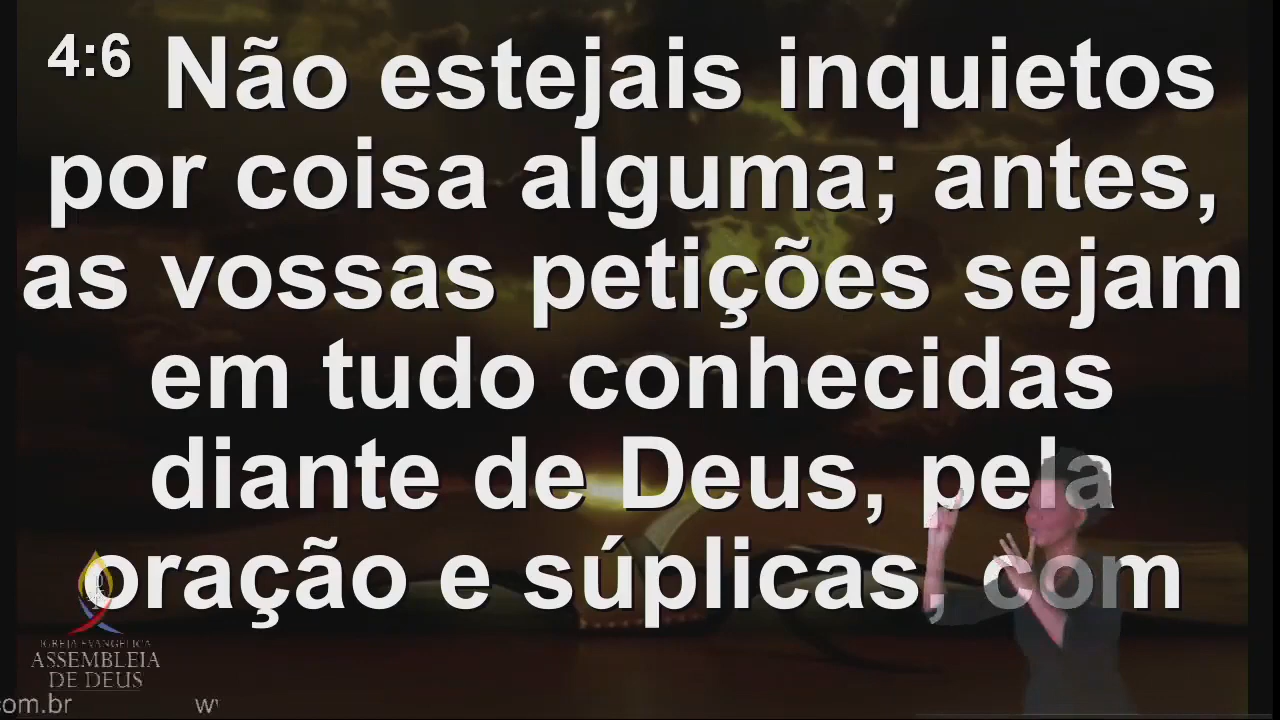 4:6 Não estejais inquietos
por coisa alguma; antes,
as vossas petições sejam
em tudo conhecidas
diante de Deus, pela
oração e súplicas, com
IGREJA EVANGÉLICA
ASSEMBLEIA
DE DEUS
om.br w